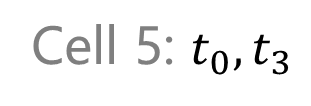 Cell 5: t₀, t₃